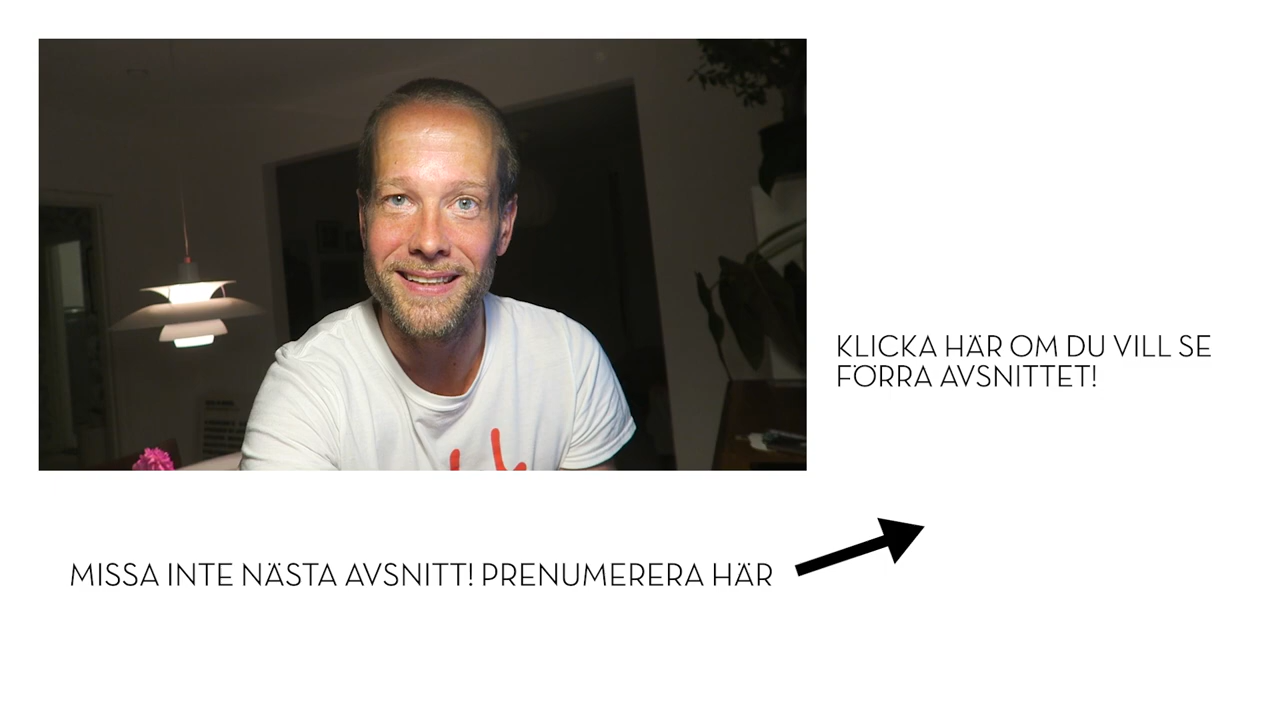 KLICKA HÄR OM DU VILL SE
FÖRRA AVSNITTET!
MISSA INTE NÄSTA AVSNITT! PRENUMERERA HÄR